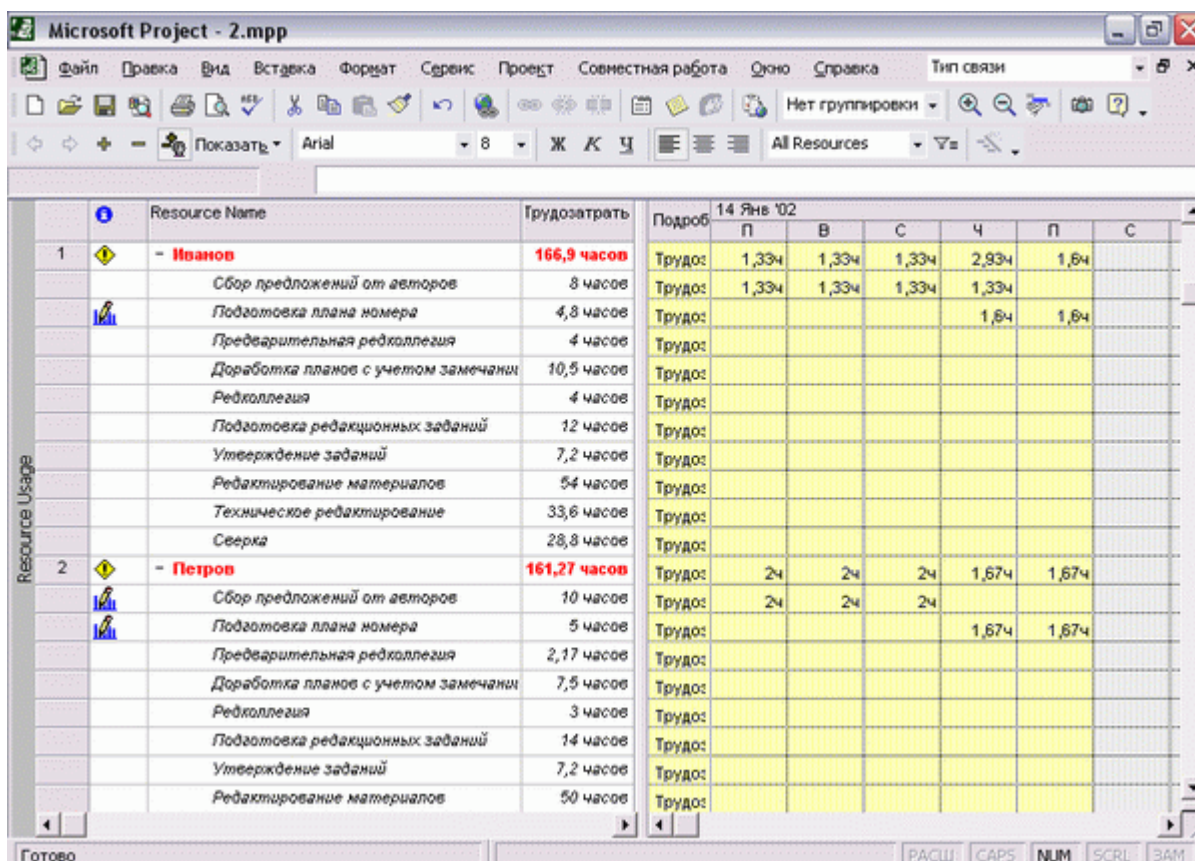 Microsoft Project - 2.mpp
Файл Правка Вид Вставка Формат Сервис Проект Совместная работа Окно Справка Тип связи
Нет группировки
Показать Arial 8 Ж К Ч All Resources
Resource Name Трудозатрать Подроб 14 Янв '02
П В С Ч П С
1 - Иванов 166,9 часов Трудоз 1,33ч 1,33ч 1,33ч 2,93ч 1,6ч
Сбор предложений от авторов 8 часов Трудоз 1,33ч 1,33ч 1,33ч 1,33ч
Подготовка плана номера 4,8 часов Трудоз 1,6ч 1,6ч
Предварительная редколлегия 4 часов Трудоз
Доработка планов с учетом замечани 10,5 часов Трудоз
Редколлегия 4 часов Трудоз
Подготовка редакционных заданий 12 часов Трудоз
Утверждение заданий 7,2 часов Трудоз
Редактирование материалов 54 часов Трудоз
Техническое редактирование 33,6 часов Трудоз
Сверка 28,8 часов Трудоз
2 - Петров 161,27 часов Трудоз 2ч 2ч 2ч 1,67ч 1,67ч
Сбор предложений от авторов 10 часов Трудоз 2ч 2ч 2ч
Подготовка плана номера 5 часов Трудоз 1,67ч 1,67ч
Предварительная редколлегия 2,17 часов Трудоз
Доработка планов с учетом замечани 7,5 часов Трудоз
Редколлегия 3 часов Трудоз
Подготовка редакционных заданий 14 часов Трудоз
Утверждение заданий 7,2 часов Трудоз
Редактирование материалов 50 часов Трудоз
Resource Usage
Готово РАСШ CAPS NUM SCRL ЗАМ